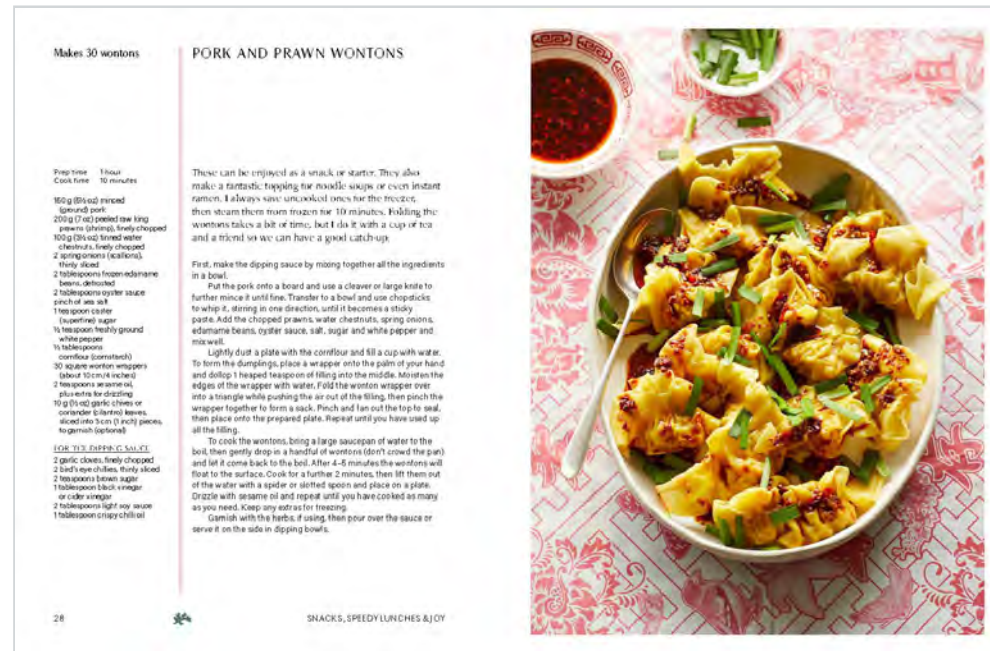 Makes 30 wontons
PORK AND PRAWN WONTONS
Prep time 1 hour
Cook time 10 minutes
150 g (5½ oz) minced
(ground) pork
200 g (7 oz) peeled raw king
prawns (shrimp), finely chopped
100 g (3½ oz) tinned water
chestnuts, finely chopped
2 spring onions (scallions),
thinly sliced
2 tablespoons frozen edamame
beans, defrosted
2 tablespoons oyster sauce
pinch of sea salt
1 teaspoon caster
(superfine) sugar
½ teaspoon freshly ground
white pepper
½ tablespoons
cornflour (cornstarch)
30 square wonton wrappers
(about 10 cm/4 inches)
2 teaspoons sesame oil,
plus extra for drizzling
10 g (½ oz) garlic chives or
coriander (cilantro) leaves,
sliced into 3 cm (1 inch) pieces,
to garnish (optional)
FOR THE DIPPING SAUCE
2 garlic cloves, finely chopped
2 bird's eye chillies, thinly sliced
2 teaspoons brown sugar
1 tablespoon black vinegar
or cider vinegar
2 tablespoons light soy sauce
1 tablespoon crispy chilli oil
These can be enjoyed as a snack or starter. They also
make a fantastic topping for noodle soups or even instant
ramen. I always save uncooked ones for the freezer,
then steam them from frozen for 10 minutes. Folding the
wontons takes a bit of time, but I do it with a cup of tea
and a friend so we can have a good catch-up.
First, make the dipping sauce by mixing together all the ingredients
in a bowl.
Put the pork onto a board and use a cleaver or large knife to
further mince it until fine. Transfer to a bowl and use chopsticks
to whip it, stirring in one direction, until it becomes a sticky
paste. Add the chopped prawns, water chestnuts, spring onions,
edamame beans, oyster sauce, salt, sugar and white pepper and
mix well.
Lightly dust a plate with the cornflour and fill a cup with water.
To form the dumplings, place a wrapper onto the palm of your hand
and dollop 1 heaped teaspoon of filling into the middle. Moisten the
edges of the wrapper with water. Fold the wonton wrapper over
into a triangle while pushing the air out of the filling, then pinch the
wrapper together to form a sack. Pinch and fan out the top to seal,
then place onto the prepared plate. Repeat until you have used up
all the filling.
To cook the wontons, bring a large saucepan of water to the
boil, then gently drop in a handful of wontons (don't crowd the pan)
and let it come back to the boil. After 4–5 minutes the wontons will
float to the surface. Cook for a further 2 minutes, then lift them out
of the water with a spider or slotted spoon and place on a plate.
Drizzle with sesame oil and repeat until you have cooked as many
as you need. Keep any extras for freezing.
Garnish with the herbs, if using, then pour over the sauce or
serve it on the side in dipping bowls.
28
SNACKS, SPEEDY LUNCHES & JOY